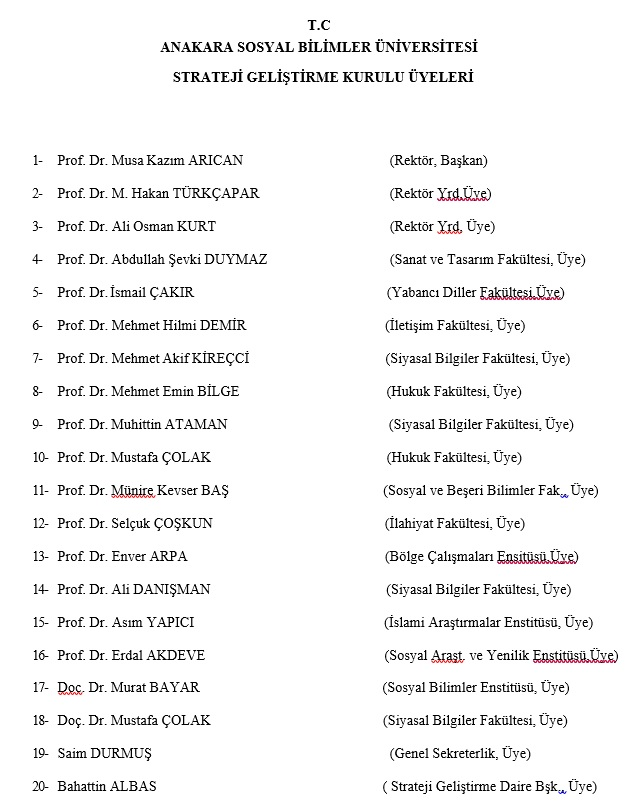 T.C
ANAKARA SOSYAL BİLİMLER ÜNİVERSİTESİ
STRATEJİ GELİŞTİRME KURULU ÜYELERİ
1- Prof. Dr. Musa Kazım ARICAN (Rektör, Başkan)
2- Prof. Dr. M. Hakan TÜRKÇAPAR (Rektör Yrd,Üye)
3- Prof. Dr. Ali Osman KURT (Rektör Yrd, Üye)
4- Prof. Dr. Abdullah Şevki DUYMAZ (Sanat ve Tasarım Fakültesi, Üye)
5- Prof. Dr. İsmail ÇAKIR (Yabancı Diller Fakültesi,Üye)
6- Prof. Dr. Mehmet Hilmi DEMİR (İletişim Fakültesi, Üye)
7- Prof. Dr. Mehmet Akif KİREÇCİ (Siyasal Bilgiler Fakültesi, Üye)
8- Prof. Dr. Mehmet Emin BİLGE (Hukuk Fakültesi, Üye)
9- Prof. Dr. Muhittin ATAMAN (Siyasal Bilgiler Fakültesi, Üye)
10- Prof. Dr. Mustafa ÇOLAK (Hukuk Fakültesi, Üye)
11- Prof. Dr. Münire Kevser BAŞ (Sosyal ve Beşeri Bilimler Fak., Üye)
12- Prof. Dr. Selçuk ÇOŞKUN (İlahiyat Fakültesi, Üye)
13- Prof. Dr. Enver ARPA (Bölge Çalışmaları Ensitüsü,Üye)
14- Prof. Dr. Ali DANIŞMAN (Siyasal Bilgiler Fakültesi, Üye)
15- Prof. Dr. Asım YAPICI (İslami Araştırmalar Enstitüsü, Üye)
16- Prof. Dr. Erdal AKDEVE (Sosyal Araşt. ve Yenilik Enstitüsü,Üye)
17- Doç. Dr. Murat BAYAR (Sosyal Bilimler Enstitüsü, Üye)
18- Doç. Dr. Mustafa ÇOLAK (Siyasal Bilgiler Fakültesi, Üye)
19- Saim DURMUŞ (Genel Sekreterlik, Üye)
20- Bahattin ALBAS ( Strateji Geliştirme Daire Bşk., Üye)